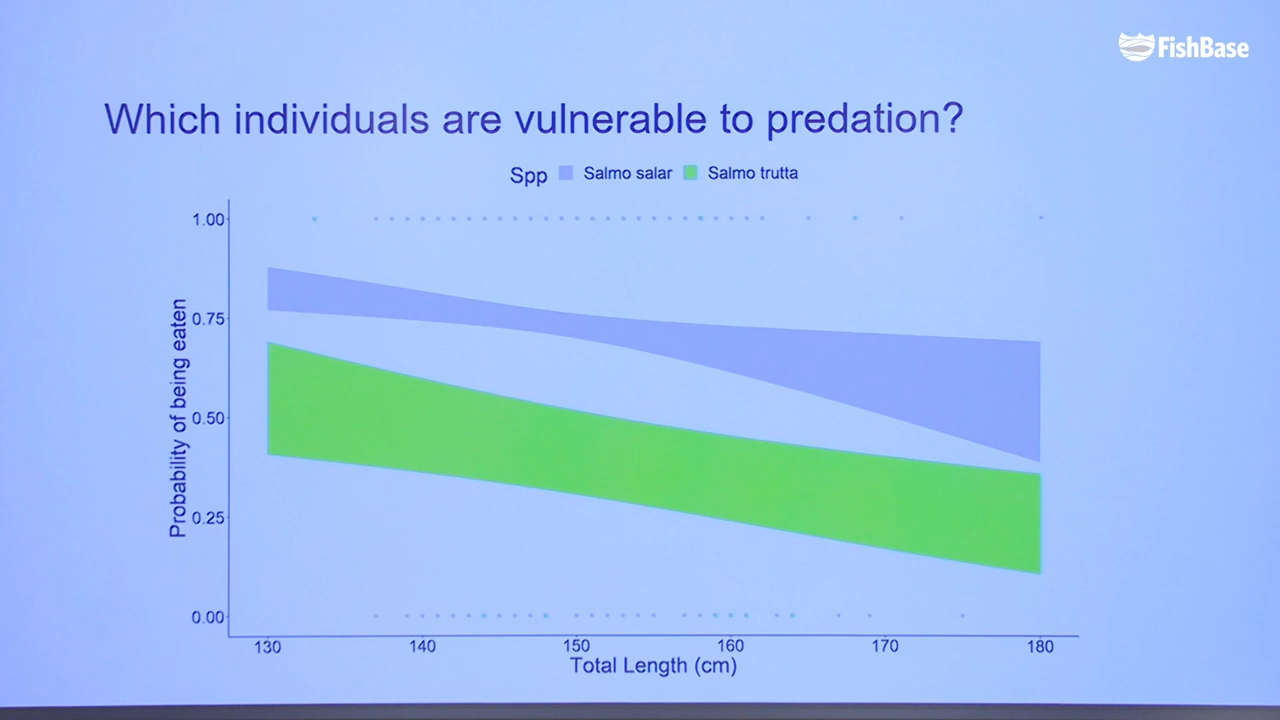 FishBase
Which individuals are vulnerable to predation?
Spp Salmo salar Salmo trutta
1.00
0.75
0.50
0.25
0.00
Probability of being eaten
130 140 150 160 170 180
Total Length (cm)